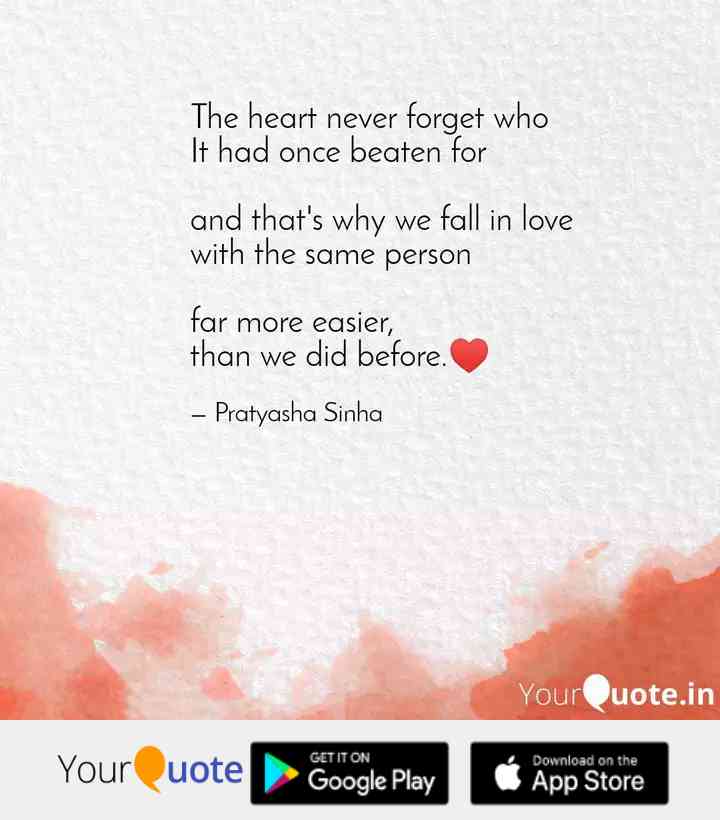 The heart never forget who
It had once beaten for
and that's why we fall in love
with the same person
far more easier,
than we did before.❤️
– Pratyasha Sinha
YourQuote.in
YourQuote
GET IT ON
Google Play
Download on the
App Store